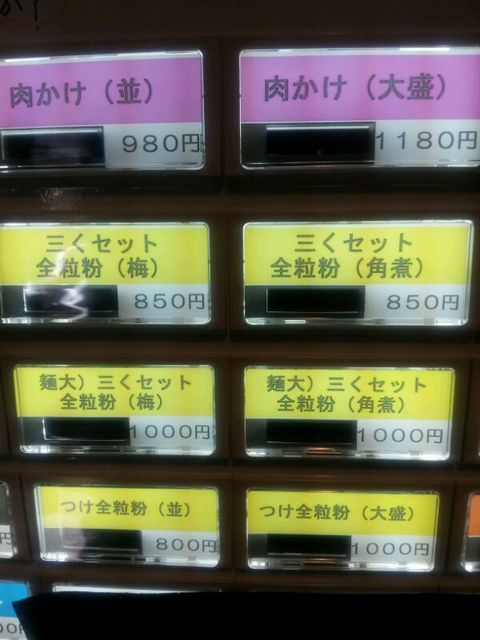 肉かけ（並）
980円
肉かけ（大盛）
1180円
三くセット
全粒粉（梅）
850円
三くセット
全粒粉（角煮）
850円
麺大）三くセット
全粒粉（梅）
1000円
麺大）三くセット
全粒粉（角煮）
1000円
つけ全粒粉（並）
800円
つけ全粒粉（大盛）
1000円